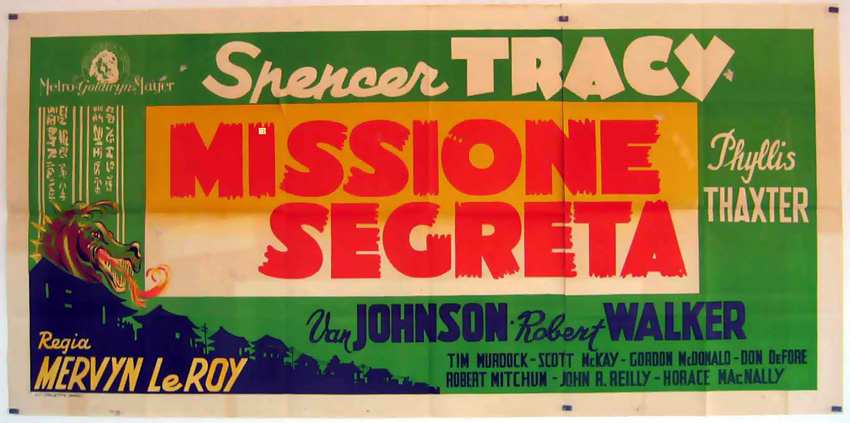 Metro-Goldwyn-Mayer
Spencer TRACY
MISSIONE
SEGRETA
Phyllis
THAXTER
Van JOHNSON - Robert WALKER
TIM MURDOCK - SCOTT McKAY - GORDON McDONALD - DON DeFORE
ROBERT MITCHUM - JOHN R. REILLY - HORACE MacNALLY
Regia
MERVYN LeROY